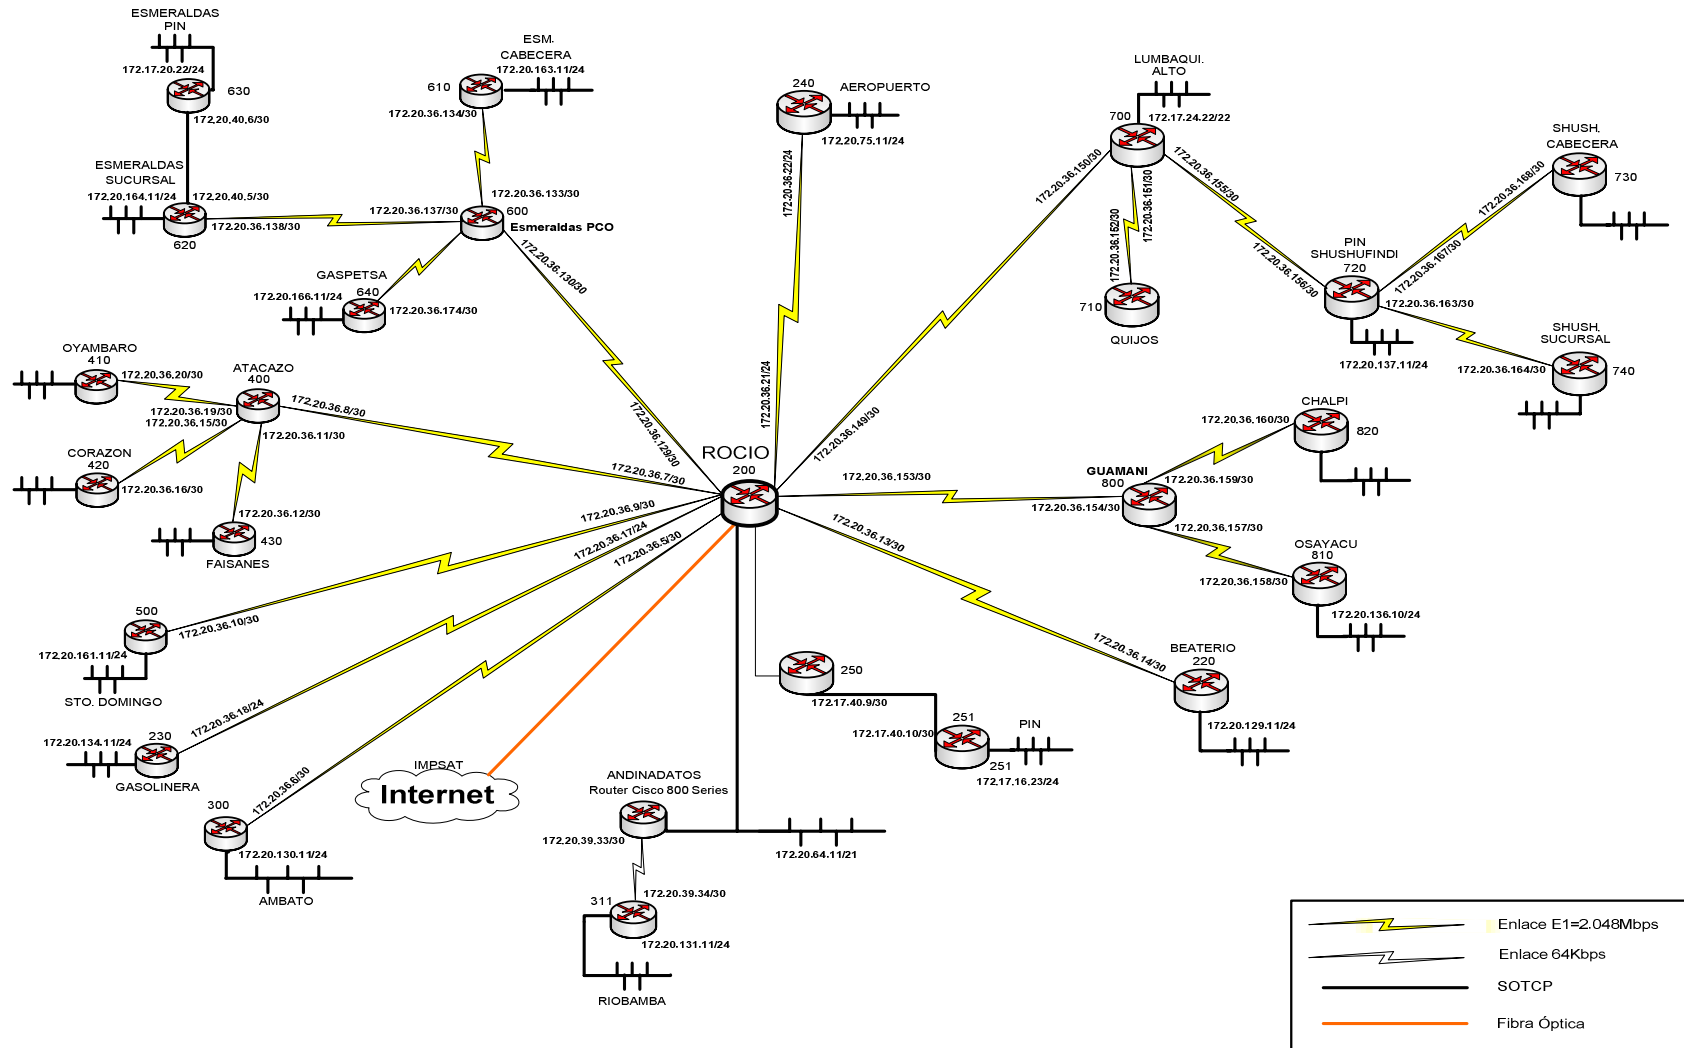 ESMERALDAS
PIN
172.17.20.22/24
630
172.20.40.6/30
ESMERALDAS
SUCURSAL
172.20.164.11/24
172.20.40.5/30
620
172.20.36.138/30
ESM.
CABECERA
172.20.163.11/24
610
172.20.36.134/30
172.20.36.133/30
172.20.36.137/30
600
Esmeraldas PCO
172.20.36.130/30
GASPETSA
640
172.20.166.11/24
172.20.36.174/30
OYAMBARO
410
172.20.36.20/30
ATACAZO
400
172.20.36.19/30
172.20.36.15/30
172.20.36.8/30
172.20.36.11/30
CORAZON
420
172.20.36.16/30
172.20.36.12/30
430
FAISANES
240
AEROPUERTO
172.20.75.11/24
172.20.36.22/24
172.20.36.21/24
LUMBAQUI.
ALTO
700
172.17.24.22/22
172.20.36.150/30
172.20.36.155/30
172.20.36.151/30
172.20.36.152/30
710
QUIJOS
SHUSH.
CABECERA
730
172.20.36.168/30
172.20.36.167/30
PIN
SHUSHUFINDI
720
172.20.36.156/30
172.20.36.163/30
172.20.137.11/24
SHUSH.
SUCURSAL
172.20.36.164/30
740
172.20.36.129/30
172.20.36.149/30
ROCIO
200
172.20.36.7/30
172.20.36.9/30
172.20.36.17/24
172.20.36.5/30
172.20.36.153/30
172.20.36.13/30
CHALPI
172.20.36.160/30
820
GUAMANI
800
172.20.36.159/30
172.20.36.154/30
172.20.36.157/30
OSAYACU
810
172.20.36.158/30
172.20.136.10/24
500
172.20.36.10/30
172.20.161.11/24
STO. DOMINGO
172.20.36.18/24
230
172.20.134.11/24
GASOLINERA
172.20.36.6/30
300
172.20.130.11/24
AMBATO
IMPSAT
Internet
250
172.17.40.9/30
251
172.17.40.10/30
PIN
251
172.17.16.23/24
BEATERIO
220
172.20.36.14/30
172.20.129.11/24
ANDINADATOS
Router Cisco 800 Series
172.20.39.33/30
172.20.64.11/21
172.20.39.34/30
311
172.20.131.11/24
RIOBAMBA
Enlace E1=2.048Mbps
Enlace 64Kbps
SOTCP
Fibra Óptica